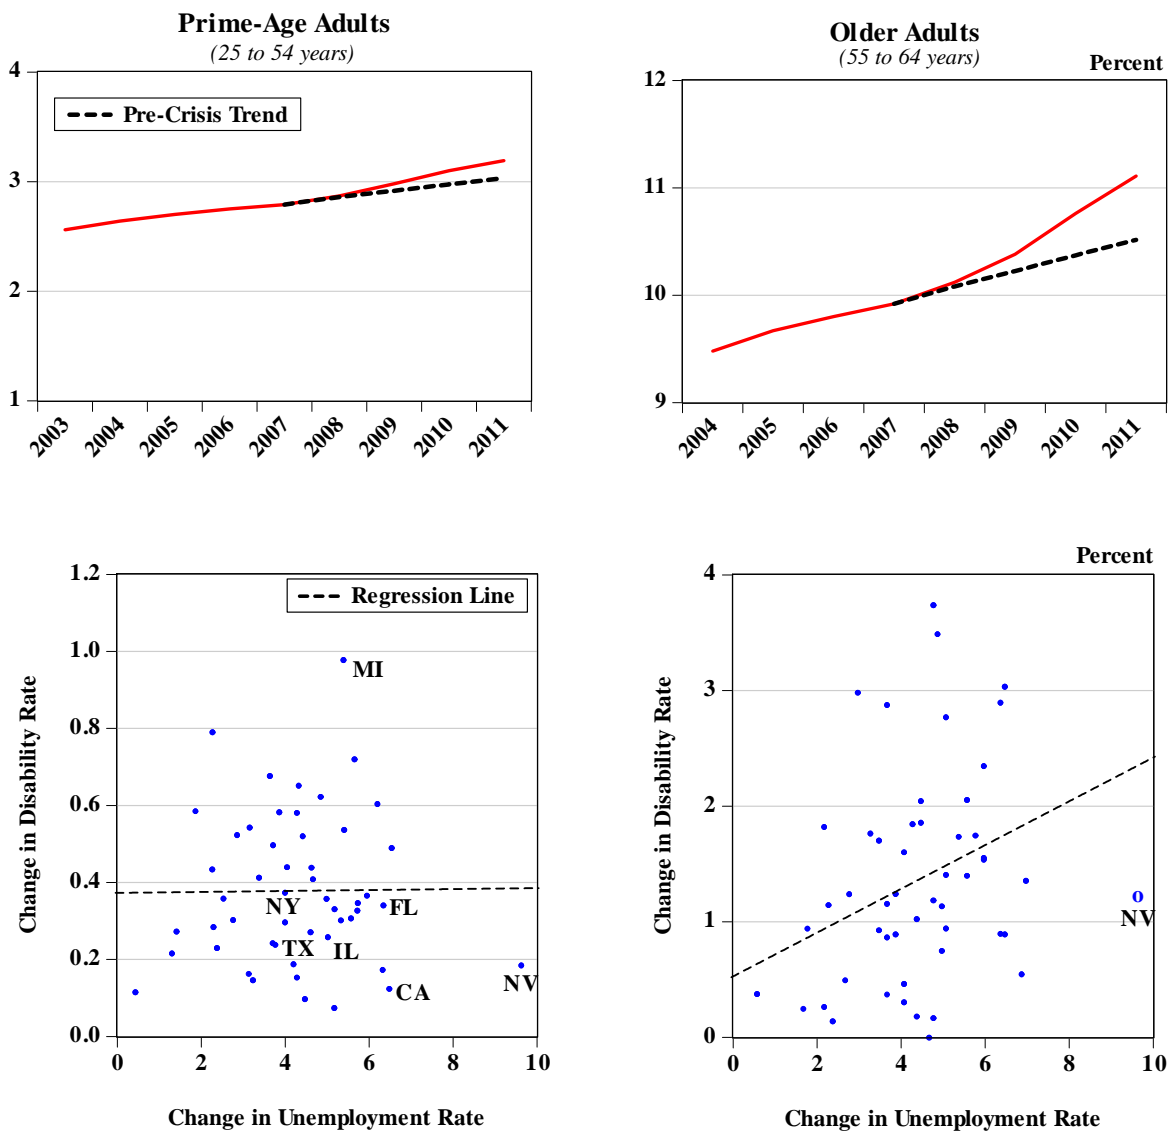 Prime-Age Adults
(25 to 54 years)
4
3
2
1
Pre-Crisis Trend
2003 2004 2005 2006 2007 2008 2009 2010 2011
Older Adults
(55 to 64 years)
Percent
12
11
10
9
2004 2005 2006 2007 2008 2009 2010 2011
1.2
1.0
0.8
0.6
0.4
0.2
0.0
Change in Disability Rate
Regression Line
MI
NY
FL
TX
IL
CA
NV
0 2 4 6 8 10
Change in Unemployment Rate
Percent
4
3
2
1
0
Change in Disability Rate
NV
0 2 4 6 8 10
Change in Unemployment Rate